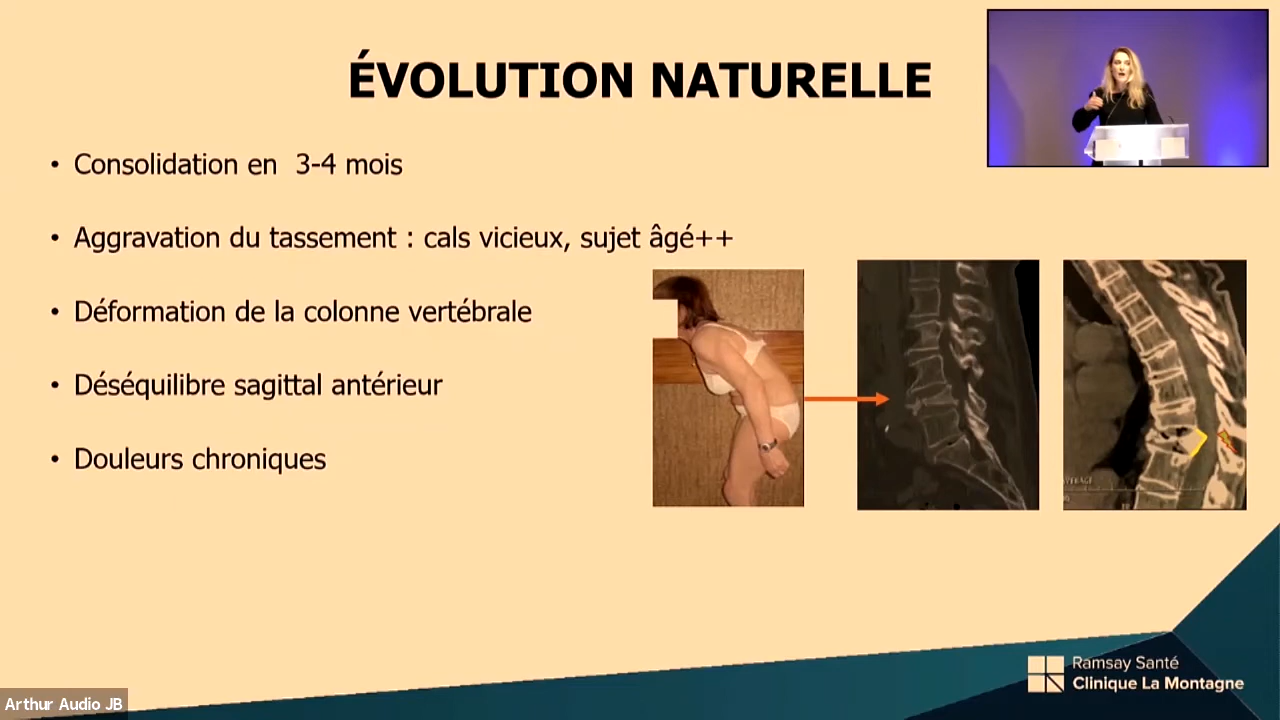 ÉVOLUTION NATURELLE
• Consolidation en  3-4 mois
• Aggravation du tassement : cals vicieux, sujet âgé++
• Déformation de la colonne vertébrale
• Déséquilibre sagittal antérieur
• Douleurs chroniques
Ramsay Santé
Clinique La Montagne
Arthur Audio JB